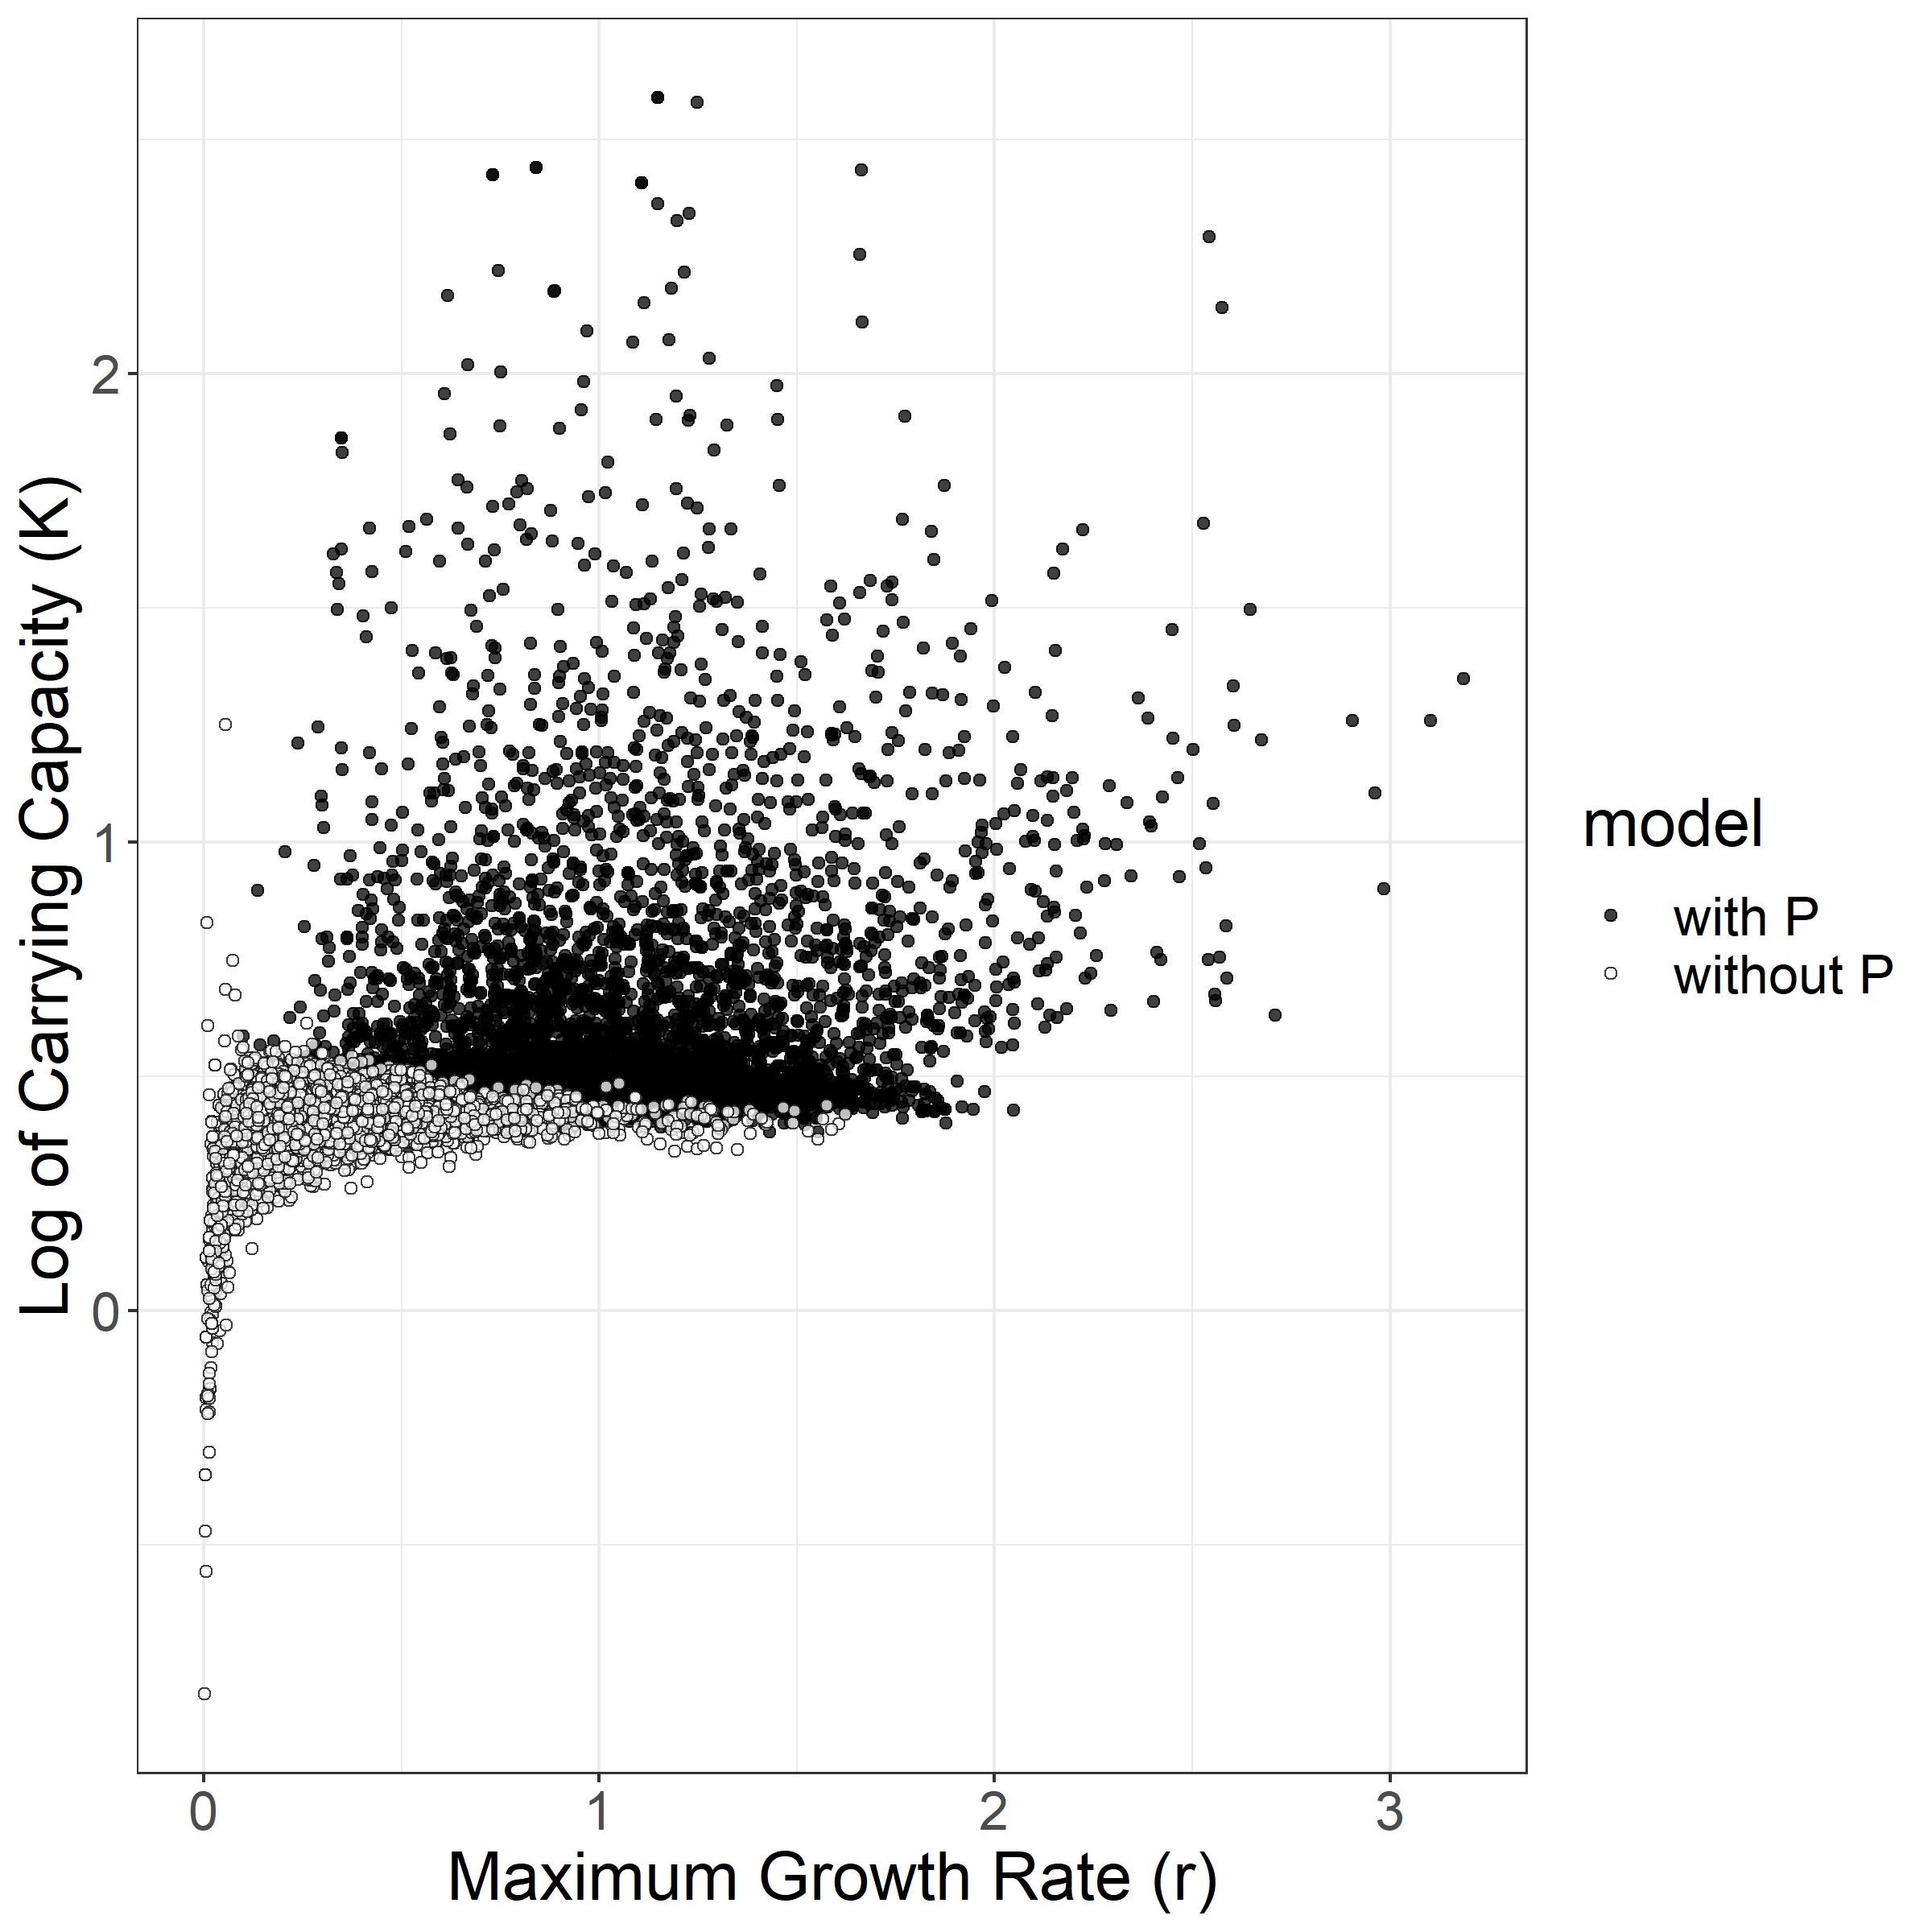 Log of Carrying Capacity (K)
2
1
0
0 1 2 3
Maximum Growth Rate (r)
model
with P
without P